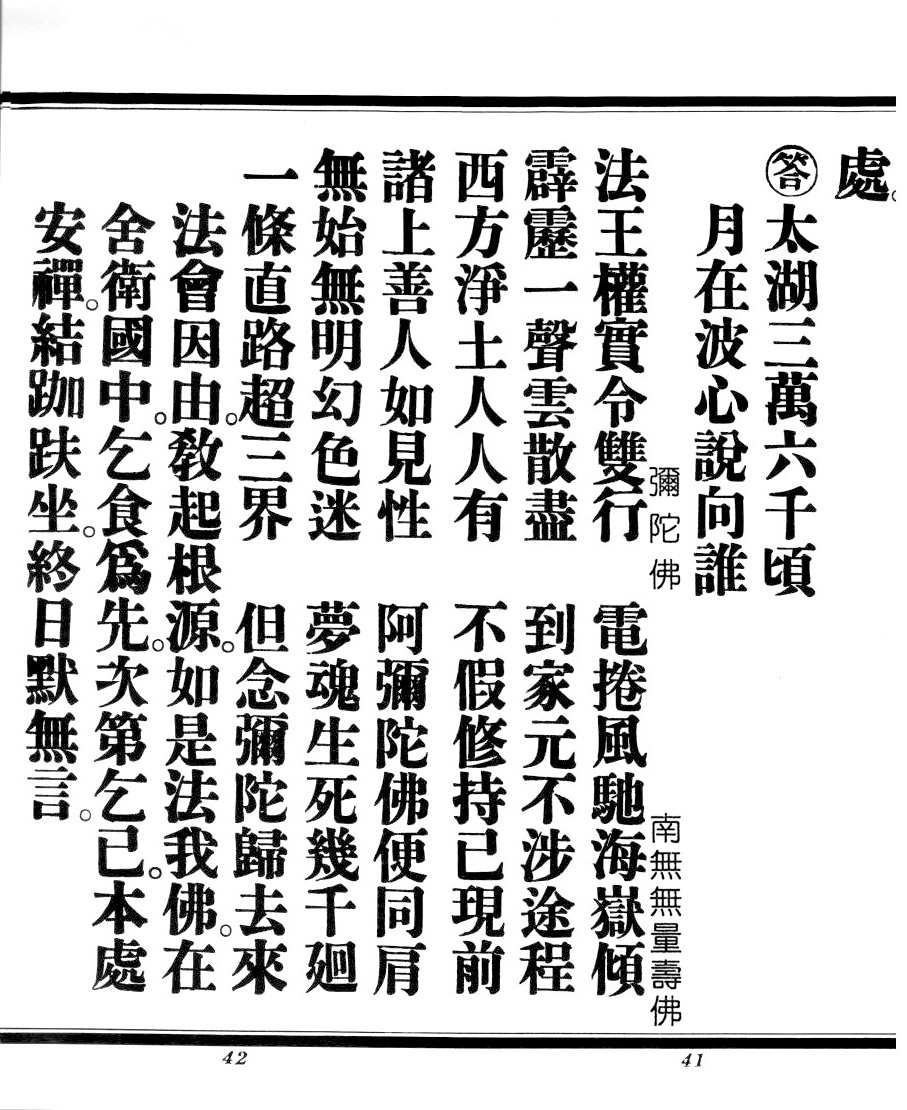 處。
答太湖三萬六千頃
月在波心說向誰
彌陀佛 南無無量壽佛
法王權實令雙行 電捲風馳海嶽傾
霹靂一聲雲散盡 到家元不涉途程
西方淨土人人有 不假修持已現前
諸上善人如見性 阿彌陀佛便同肩
無始無明幻色迷 夢魂生死幾千廻
一條直路超三界 但念彌陀歸去來
法會因由。教起根源。如是法我佛。在
舍衛國中。乞食爲先。次第乞已。本處
安禪。結跏趺坐。終日默無言。
41
42